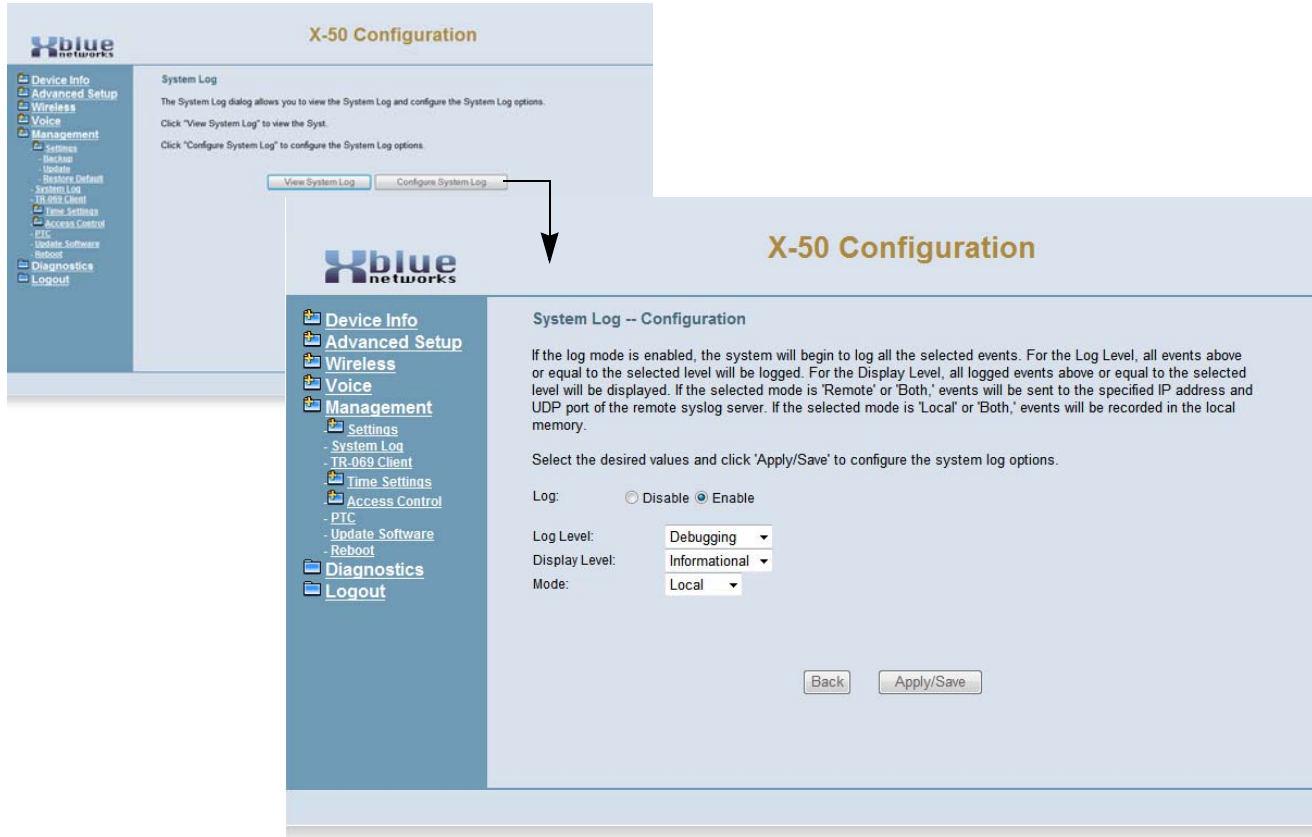 Xblue
networks
X-50 Configuration
Device Info
Advanced Setup
Wireless
Voice
Management
Settings
- Backup
- Update
- Restore Default
- System Log
- TR-069 Client
Time Settings
Access Control
- PTC
- Update Software
- Reboot
Diagnostics
Logout
System Log
The System Log dialog allows you to view the System Log and configure the System Log options.
Click "View System Log" to view the Syst.
Click "Configure System Log" to configure the System Log options.
View System Log
Configure System Log
Xblue
networks
X-50 Configuration
Device Info
Advanced Setup
Wireless
Voice
Management
Settings
- System Log
- TR-069 Client
Time Settings
Access Control
- PTC
- Update Software
- Reboot
Diagnostics
Logout
System Log -- Configuration
If the log mode is enabled, the system will begin to log all the selected events. For the Log Level, all events above
or equal to the selected level will be logged. For the Display Level, all logged events above or equal to the selected
level will be displayed. If the selected mode is 'Remote' or 'Both,' events will be sent to the specified IP address and
UDP port of the remote syslog server. If the selected mode is 'Local' or 'Both,' events will be recorded in the local
memory.
Select the desired values and click 'Apply/Save' to configure the system log options.
Log: Disable Enable
Log Level: Debugging
Display Level: Informational
Mode: Local
Back Apply/Save